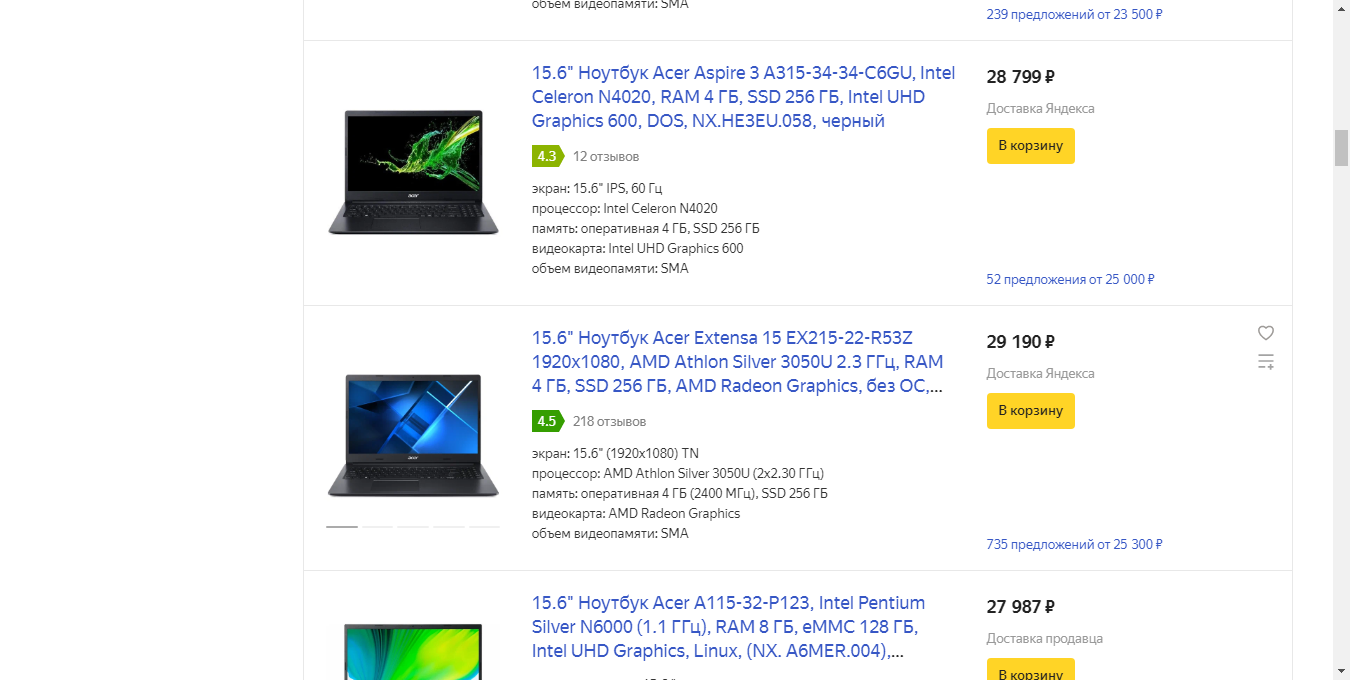 объем видеопамяти: SMA
239 предложений от 23 500 ₽
15.6" Ноутбук Acer Aspire 3 A315-34-34-C6GU, Intel
Celeron N4020, RAM 4 ГБ, SSD 256 ГБ, Intel UHD
Graphics 600, DOS, NX.HE3EU.058, черный
4.3 12 отзывов
экран: 15.6" IPS, 60 Гц
процессор: Intel Celeron N4020
память: оперативная 4 ГБ, SSD 256 ГБ
видеокарта: Intel UHD Graphics 600
объем видеопамяти: SMA
28 799 ₽
Доставка Яндекса
В корзину
52 предложения от 25 000 ₽
acer
15.6" Ноутбук Acer Extensa 15 EX215-22-R53Z
1920x1080, AMD Athlon Silver 3050U 2.3 ГГц, RAM
4 ГБ, SSD 256 ГБ, AMD Radeon Graphics, без ОС,...
4.5 218 отзывов
экран: 15.6" (1920x1080) TN
процессор: AMD Athlon Silver 3050U (2x2.30 ГГц)
память: оперативная 4 ГБ (2400 МГц), SSD 256 ГБ
видеокарта: AMD Radeon Graphics
объем видеопамяти: SMA
29 190 ₽
Доставка Яндекса
В корзину
735 предложений от 25 300 ₽
acer
15.6" Ноутбук Acer A115-32-P123, Intel Pentium
Silver N6000 (1.1 ГГц), RAM 8 ГБ, eMMC 128 ГБ,
Intel UHD Graphics, Linux, (NX. A6MER.004),...
27 987 ₽
Доставка продавца
В корзину